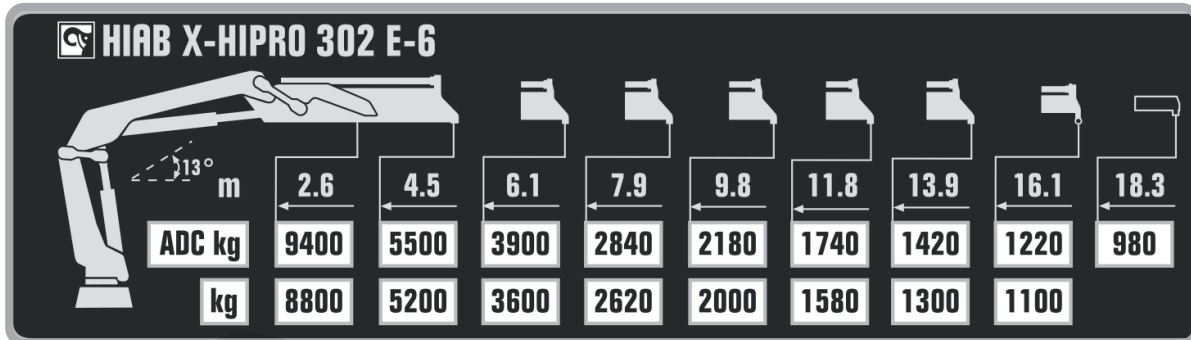 HIAB X-HIPRO 302 E-6
13° m 2.6 4.5 6.1 7.9 9.8 11.8 13.9 16.1 18.3
ADC kg 9400 5500 3900 2840 2180 1740 1420 1220 980
kg 8800 5200 3600 2620 2000 1580 1300 1100